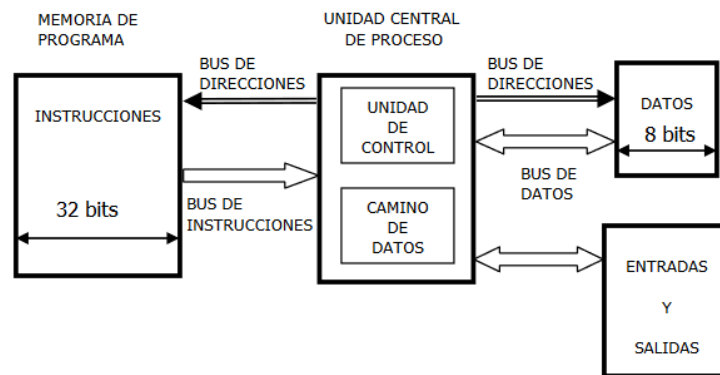 MEMORIA DE
PROGRAMA
UNIDAD CENTRAL
DE PROCESO
BUS DE
DIRECCIONES
BUS DE
DIRECCIONES
INSTRUCCIONES
UNIDAD
DE
CONTROL
DATOS
8 bits
BUS DE
DATOS
32 bits
BUS DE
INSTRUCCIONES
CAMINO
DE
DATOS
ENTRADAS
Y
SALIDAS